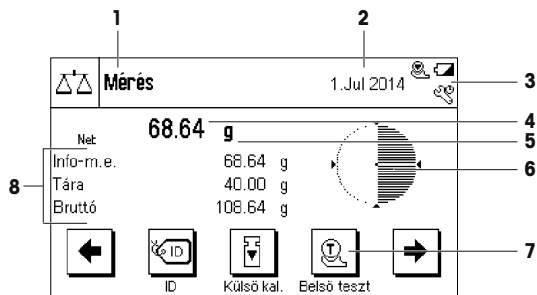 1
2
Mérés
1.Jul 2014
3
68.64 g
4
Net
5
Info-m.e. 68.64 g
6
8
Tára 40.00 g
Bruttó 108.64 g
ID
T
7
ID
Külső kal.
Belső teszt